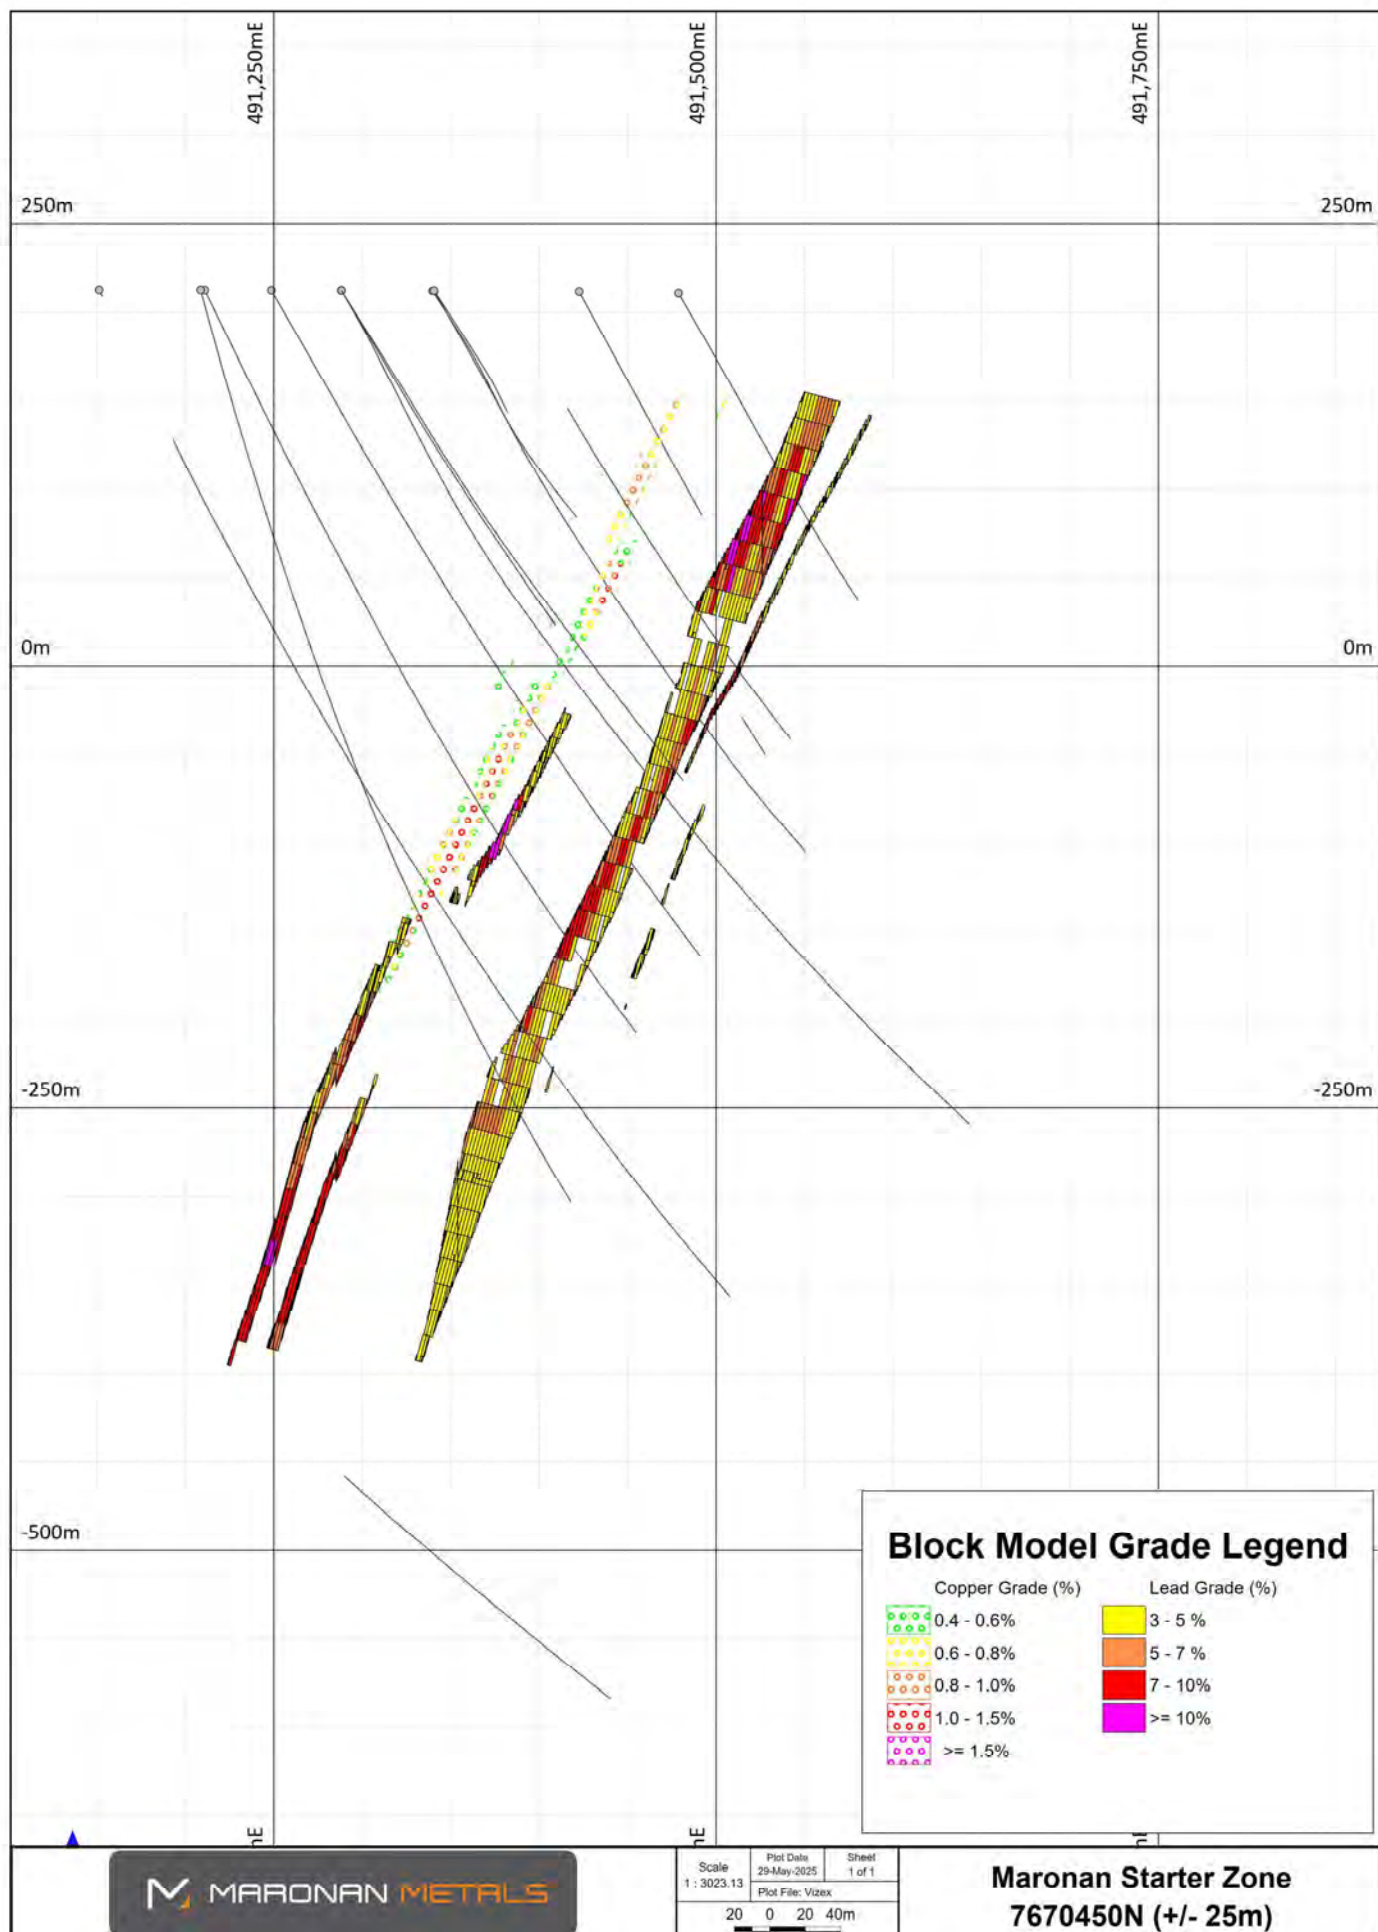 491,250mE
491,500mE
491,750mE
250m
250m
0m
0m
-250m
-250m
-500m
Block Model Grade Legend
Copper Grade (%)
Lead Grade (%)
0.4 - 0.6%
3 - 5 %
0.6 - 0.8%
5 - 7 %
0.8 - 1.0%
7 - 10%
1.0 - 1.5%
>= 10%
>= 1.5%
MARONAN METALS
Scale
1 : 3023.13
Plot Date
29-May-2025
Sheet
1 of 1
Plot File: Vizex
20 0 20 40m
Maronan Starter Zone
7670450N (+/- 25m)